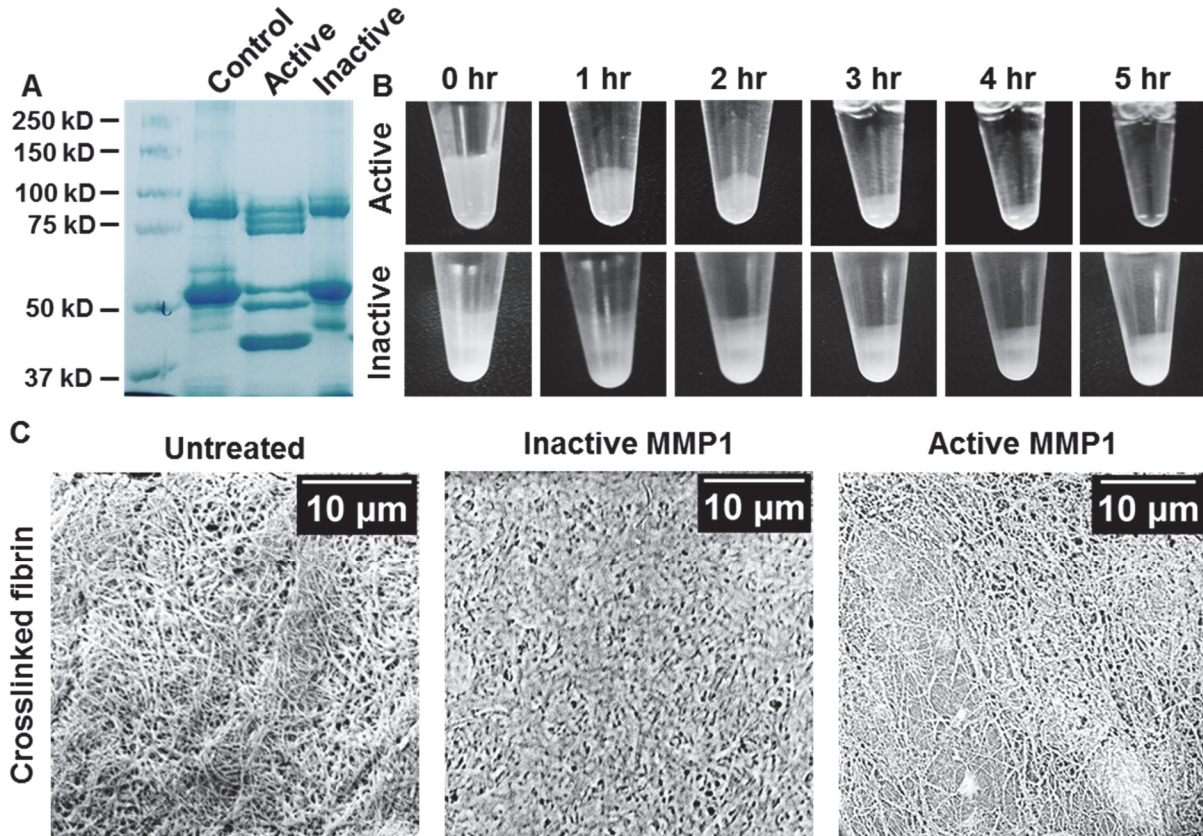 A
Control
Active
Inactive
250 kD
150 kD
100 kD
75 kD
50 kD
37 kD
B
0 hr
1 hr
2 hr
3 hr
4 hr
5 hr
Active
Inactive
C
Untreated
Inactive MMP1
Active MMP1
Crosslinked fibrin
10 µm
10 µm
10 µm